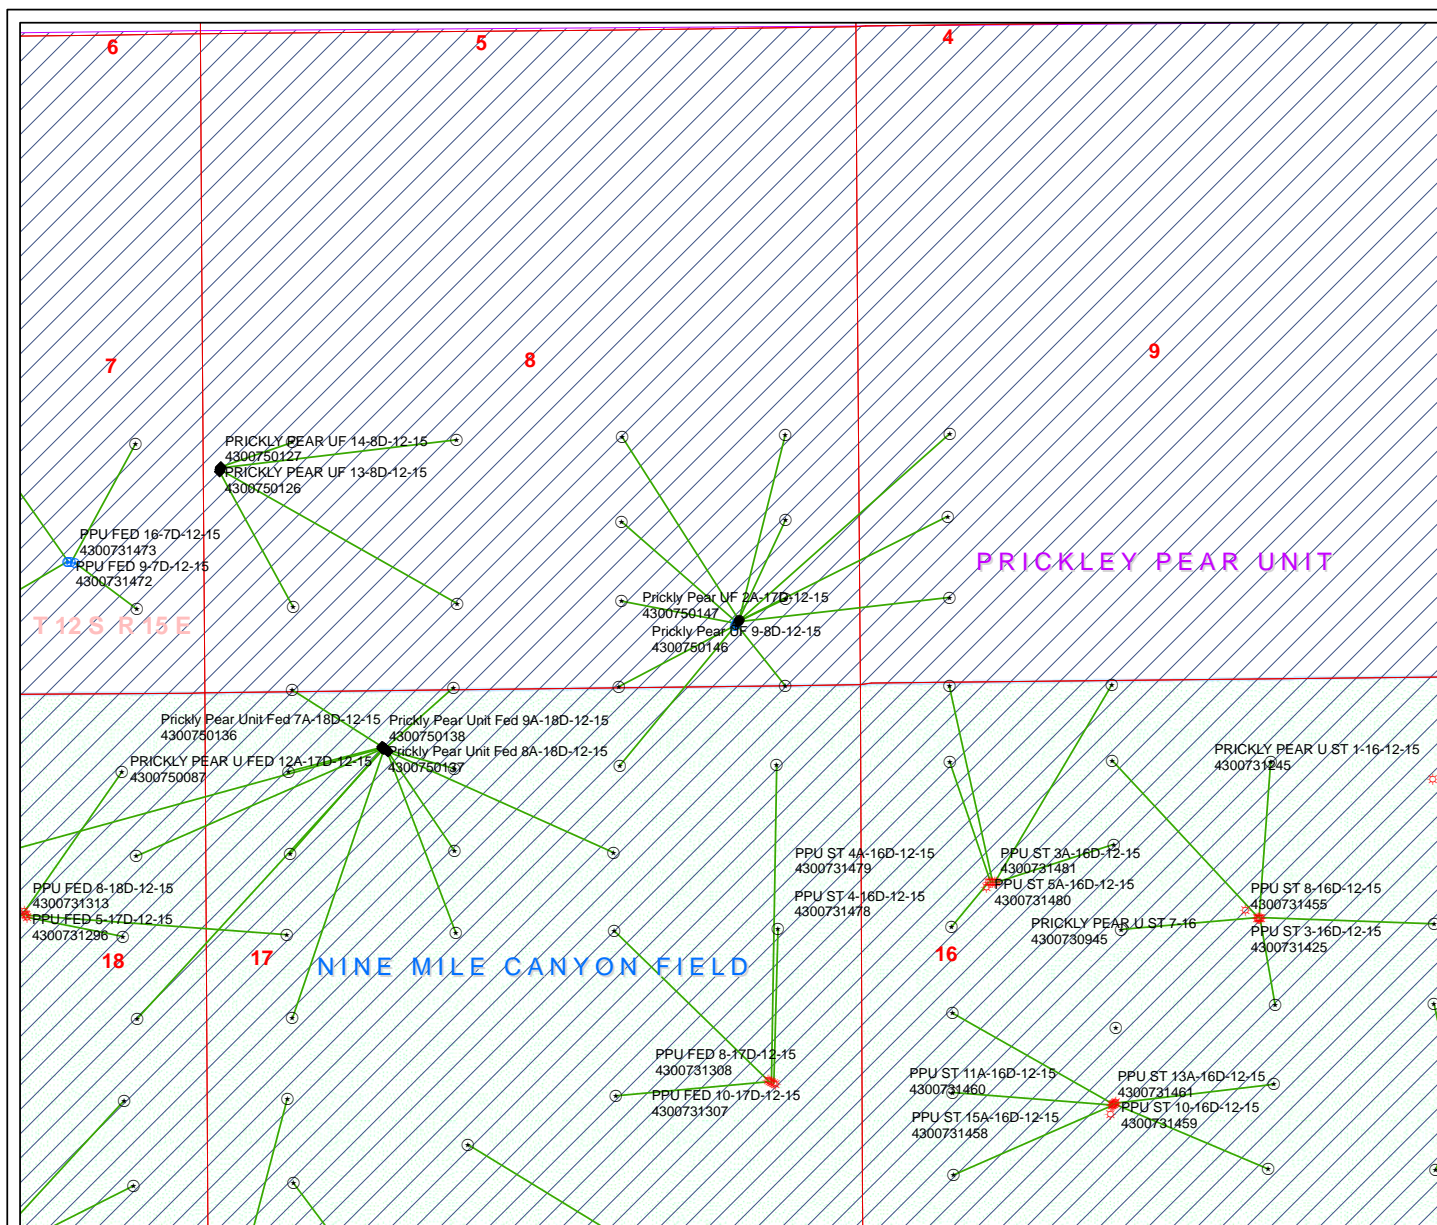 6
5
4
7
8
9
PRICKLY PEAR UF 14-8D-12-15
4300750127
PRICKLY PEAR UF 13-8D-12-15
4300750126
PPU FED 16-7D-12-15
4300731473
PPU FED 9-7D-12-15
4300731472
PRICKLEY PEAR UNIT
T 12 S R 15 E
Prickly Pear UF 2A-17D-12-15
4300750147
Prickly Pear UF 9-8D-12-15
4300750146
Prickly Pear Unit Fed 7A-18D-12-15
4300750136
Prickly Pear Unit Fed 9A-18D-12-15
4300750138
Prickly Pear Unit Fed 8A-18D-12-15
4300750137
PRICKLY PEAR U FED 12A-17D-12-15
4300750087
PRICKLY PEAR U ST 1-16-12-15
4300731245
PPU ST 4A-16D-12-15
4300731479
PPU ST 3A-16D-12-15
4300731481
PPU ST 5A-16D-12-15
4300731480
PPU ST 4-16D-12-15
4300731478
PPU FED 8-18D-12-15
4300731313
PPU FED 5-17D-12-15
4300731296
PPU ST 8-16D-12-15
4300731455
PRICKLY PEAR U ST 7-16
4300730945
PPU ST 3-16D-12-15
4300731425
18
17
16
NINE MILE CANYON FIELD
PPU FED 8-17D-12-15
4300731308
PPU FED 10-17D-12-15
4300731307
PPU ST 11A-16D-12-15
4300731460
PPU ST 13A-16D-12-15
4300731461
PPU ST 10-16D-12-15
4300731459
PPU ST 15A-16D-12-15
4300731458